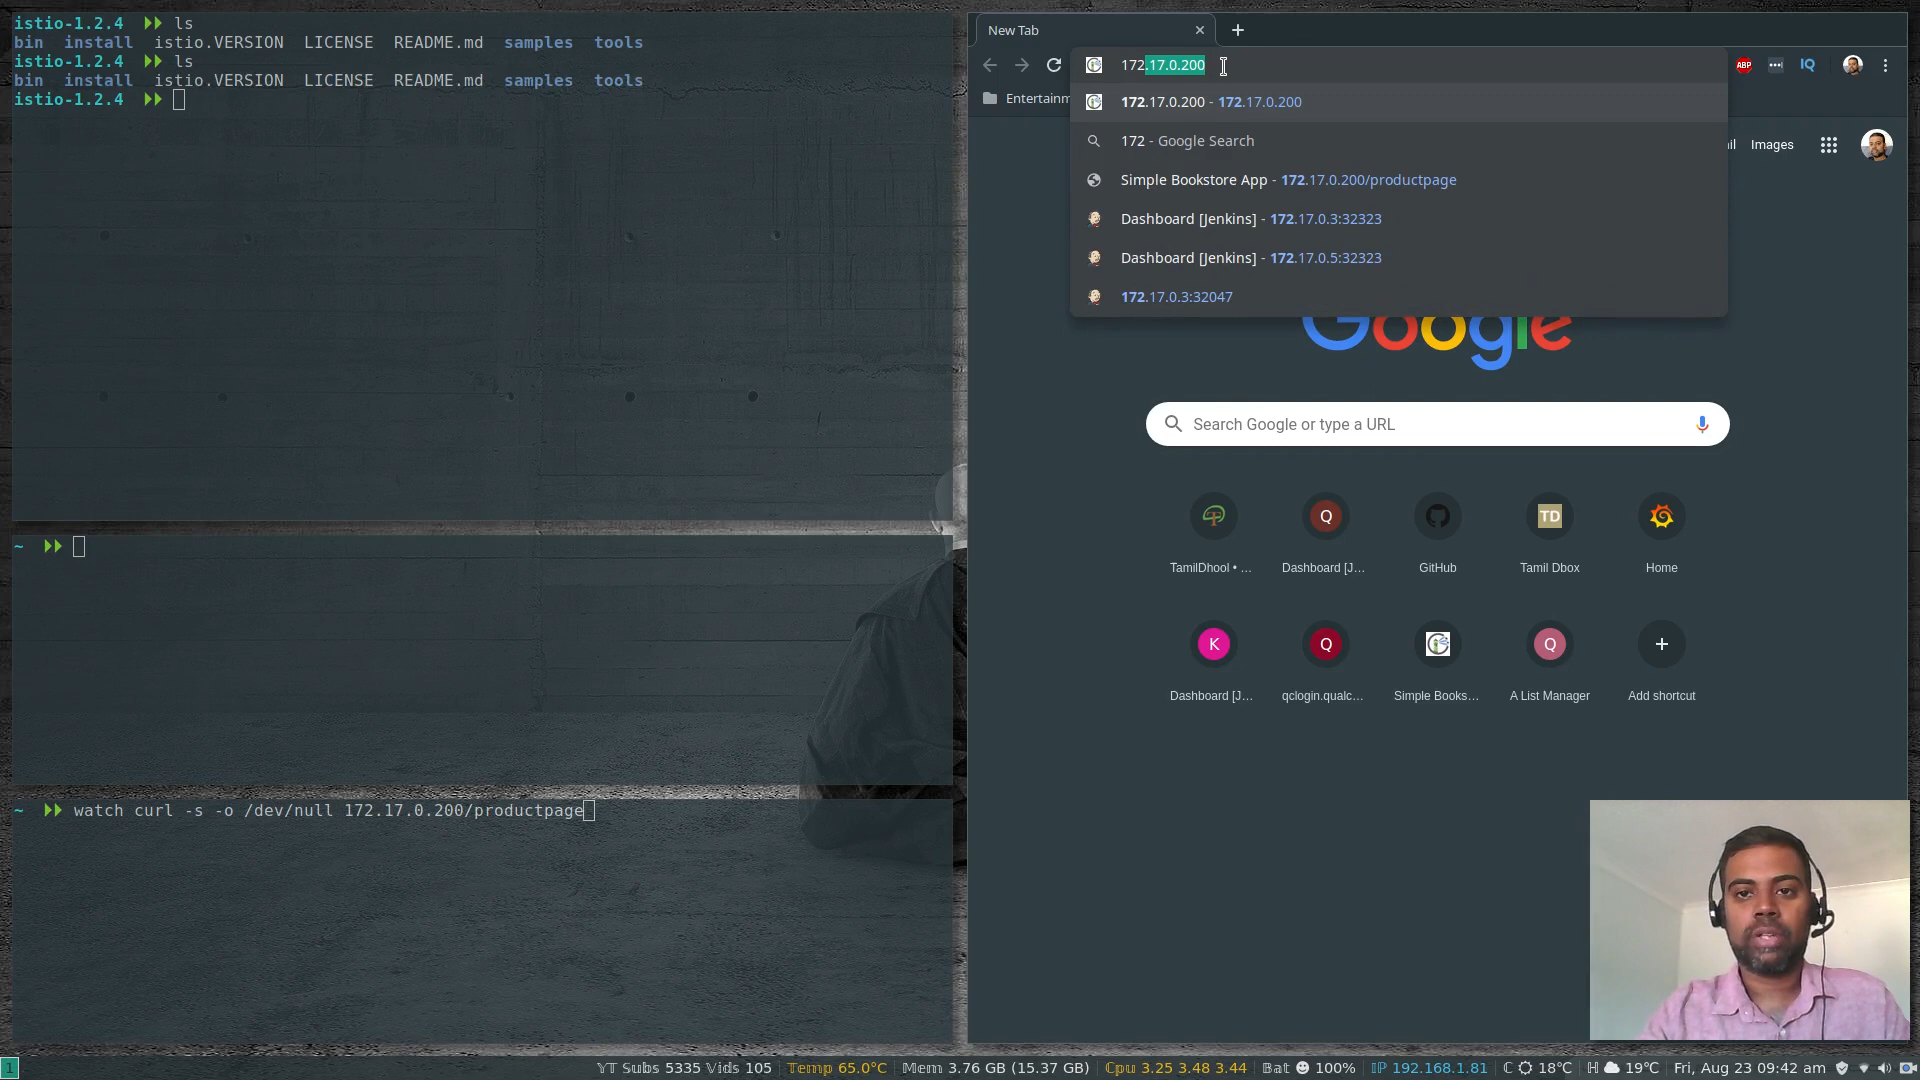 istio-1.2.4 ls
bin install istio.VERSION LICENSE README.md samples tools
istio-1.2.4 ls
bin install istio.VERSION LICENSE README.md samples tools
istio-1.2.4
~
~ watch curl -s -o /dev/null 172.17.0.200/productpage
New Tab
172.17.0.200
ABP
IQ
Entertainm
172.17.0.200 - 172.17.0.200
172 - Google Search
Simple Bookstore App - 172.17.0.200/productpage
Dashboard [Jenkins] - 172.17.0.3:32323
Dashboard [Jenkins] - 172.17.0.5:32323
172.17.0.3:32047
il Images
Google
Search Google or type a URL
Q TD
TamilDhool • ... Dashboard [J... GitHub Tamil Dbox Home
K Q Q
Dashboard [J... qclogin.qualc... Simple Books... A List Manager Add shortcut
1 YT Subs 5335 Vids 105 Temp 65.0°C Mem 3.76 GB (15.37 GB) Cpu 3.25 3.48 3.44 Bat 100% IP 192.168.1.81 C 18°C H 19°C Fri, Aug 23 09:42 am